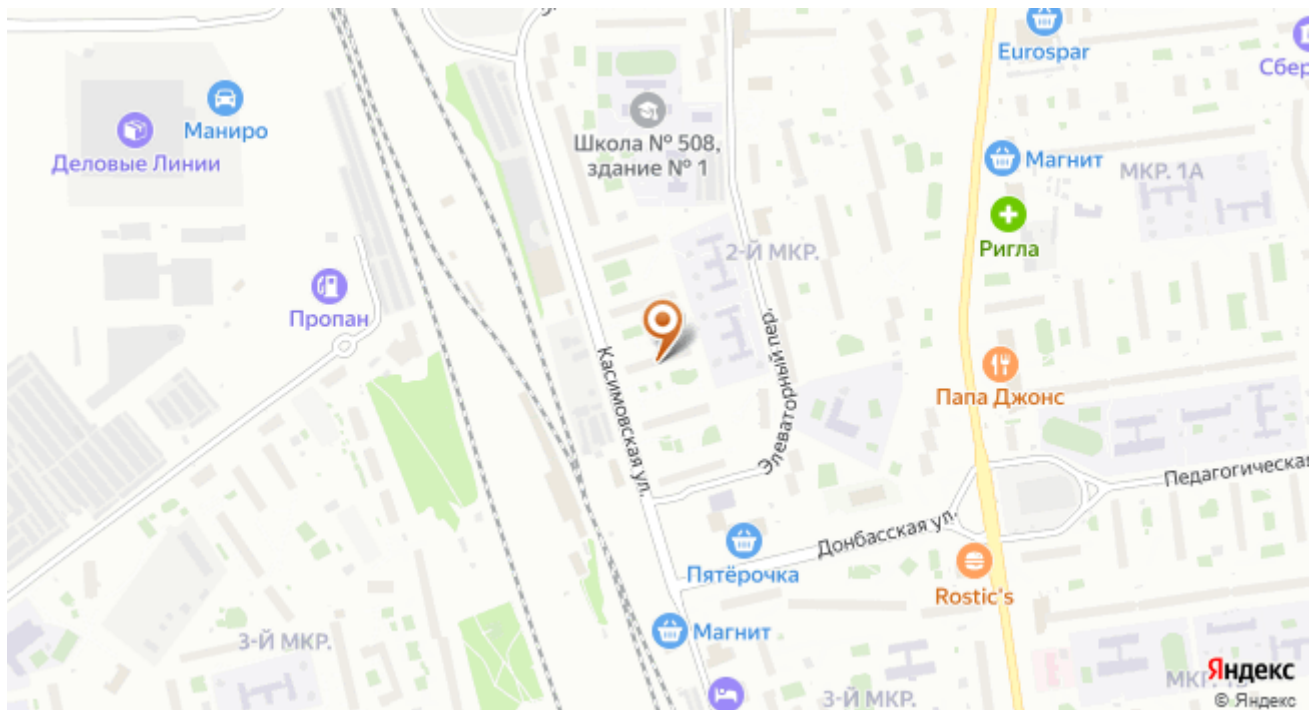 Eurospar
Сбер
Маниро
Деловые Линии
Школа № 508,
здание № 1
Магнит
МКР. 1А
Ригла
2-Й МКР.
Пропан
Касимовская ул.
Элеваторный пер.
Папа Джонс
Педагогическая
Донбасская ул.
Пятёрочка
Rostic's
Магнит
3-Й МКР.
3-Й МКР.
Яндекс
© Яндекс